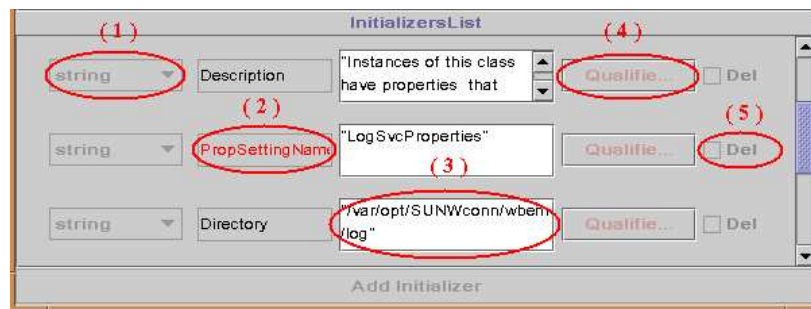 InitializersList
(1)
(4)
string
Description
"Instances of this class
have properties that
Qualifie...
Del
(2)
(5)
string
PropSettingName
"LogSvcProperties"
Qualifie...
Del
(3)
string
Directory
"/var/opt/SUNWconn/wbem
/log"
Qualifie...
Del
Add Initializer